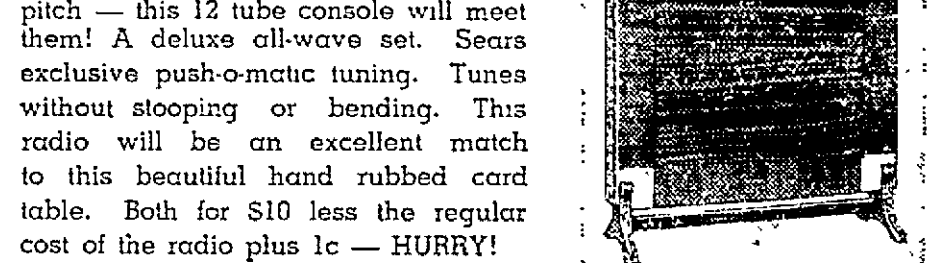 pitch — this 12 tube console will meet
them! A deluxe all-wave set. Sears
exclusive push-o-matic tuning. Tunes
without stooping or bending. This
radio will be an excellent match
to this beautiful hand rubbed card
table. Both for $10 less the regular
cost of the radio plus 1c — HURRY!